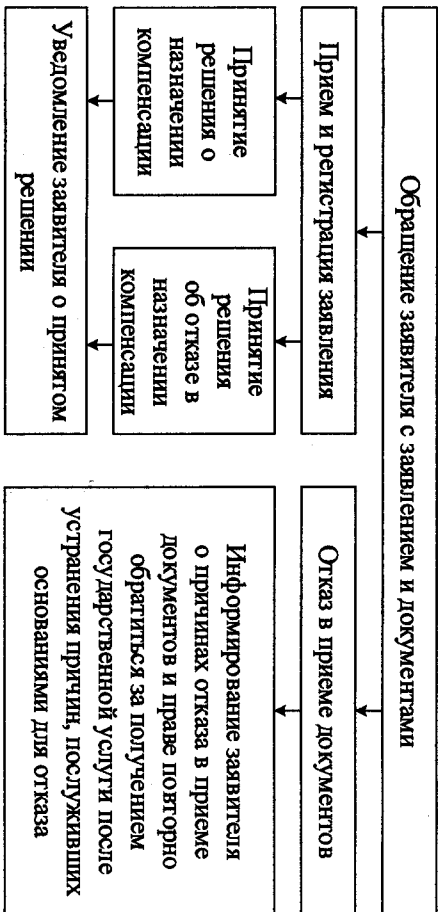 Обращение заявителя с заявлением и документами
Прием и регистрация заявления
Отказ в приеме документов
Принятие
решения о
назначении
компенсации
Принятие
решения
об отказе в
назначении
компенсации
Информирование заявителя
о причинах отказа в приеме
документов и праве повторно
обратиться за получением
государственной услуги после
устранения причин, послуживших
основаниями для отказа
Уведомление заявителя о принятом
решении